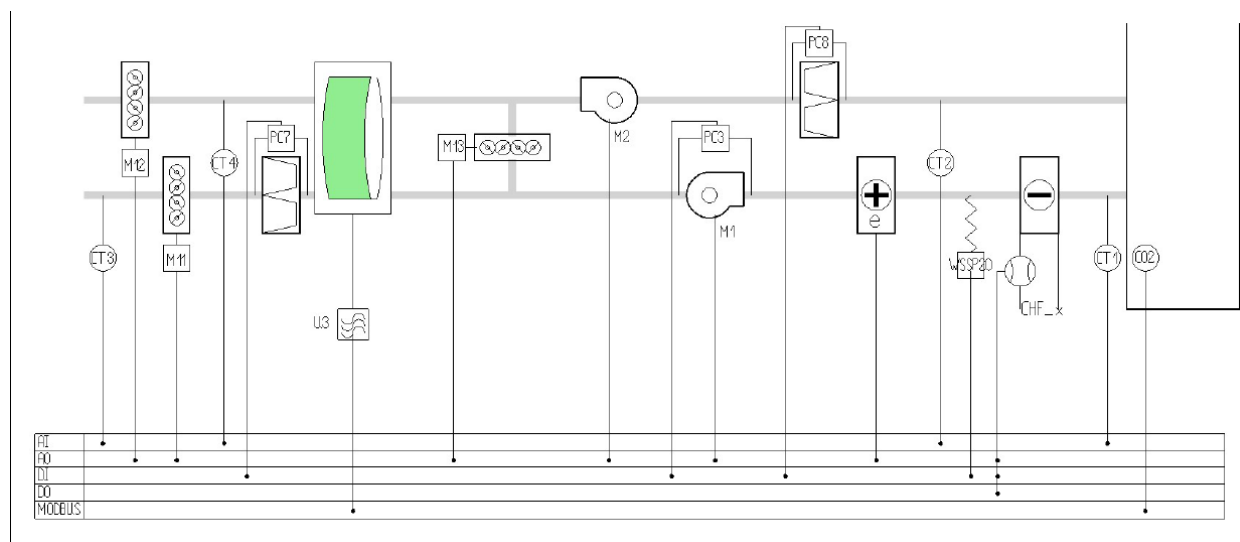 PC8
M12
CT4
PC7
M13
M2
PC3
CT2
M11
CT3
M1
e
WSSP20
CT1
CO2
CHF_x
U3
AI
AO
DI
DO
MODBUS